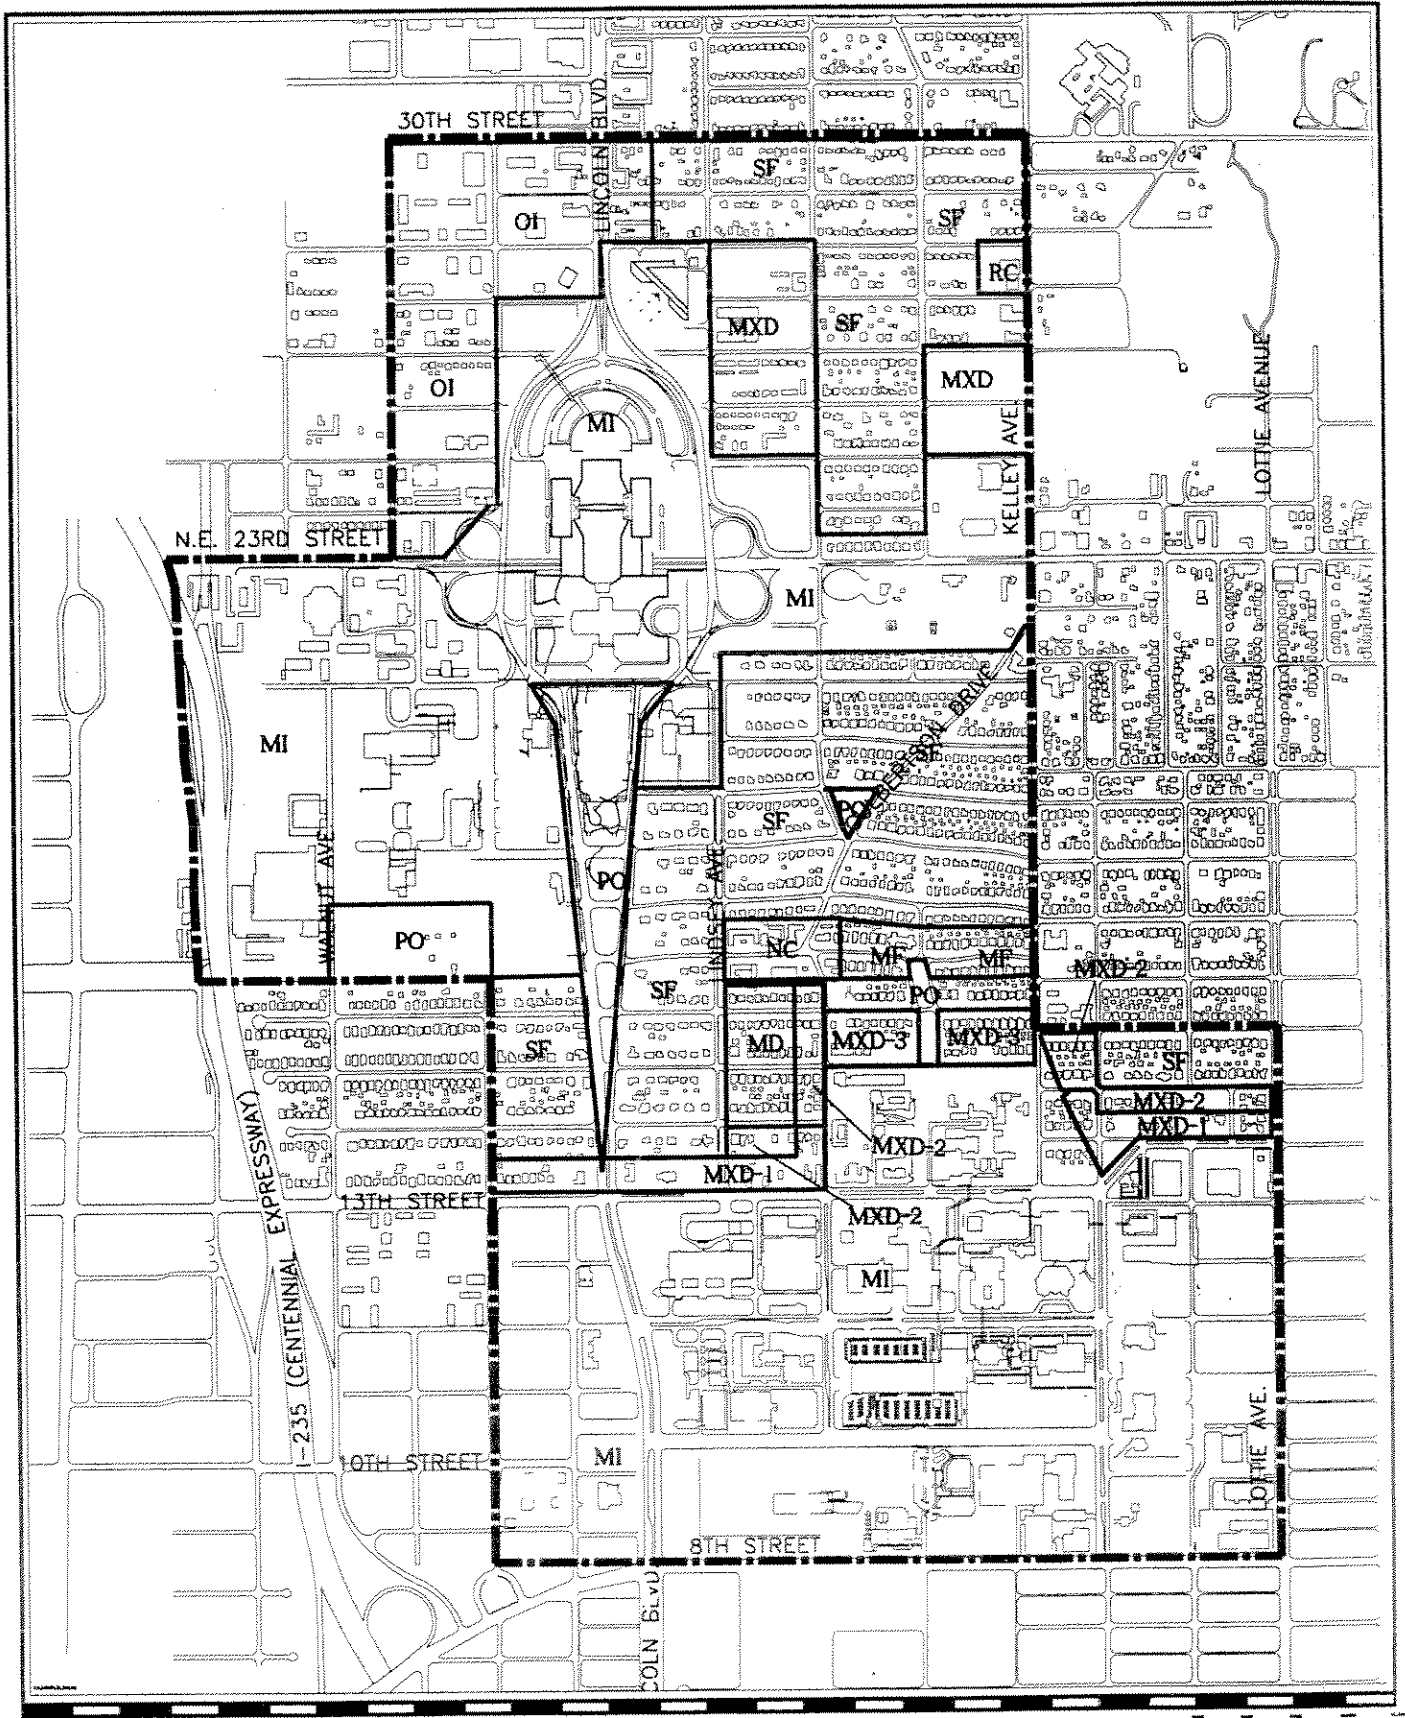 30TH STREET
LINCOLN BLVD.
SF
OI
SF
RC
MXD
SF
OI
MXD
MI
KELLEY AVE.
LOTTIE AVENUE
N.E. 23RD STREET
MI
MI
DRIVE
SF
PO
SF
WALNUT AVE.
PO
PO
NC
MF
MF
MXD-2
SF
PO
SF
MD
MXD-3
MXD-3
SF
MXD-2
MXD-1
MXD-2
MXD-1
13TH STREET
MXD-2
MI
I-235 (CENTENNIAL EXPRESSWAY)
10TH STREET
MI
LOTTIE AVE.
8TH STREET
COLN BLVD